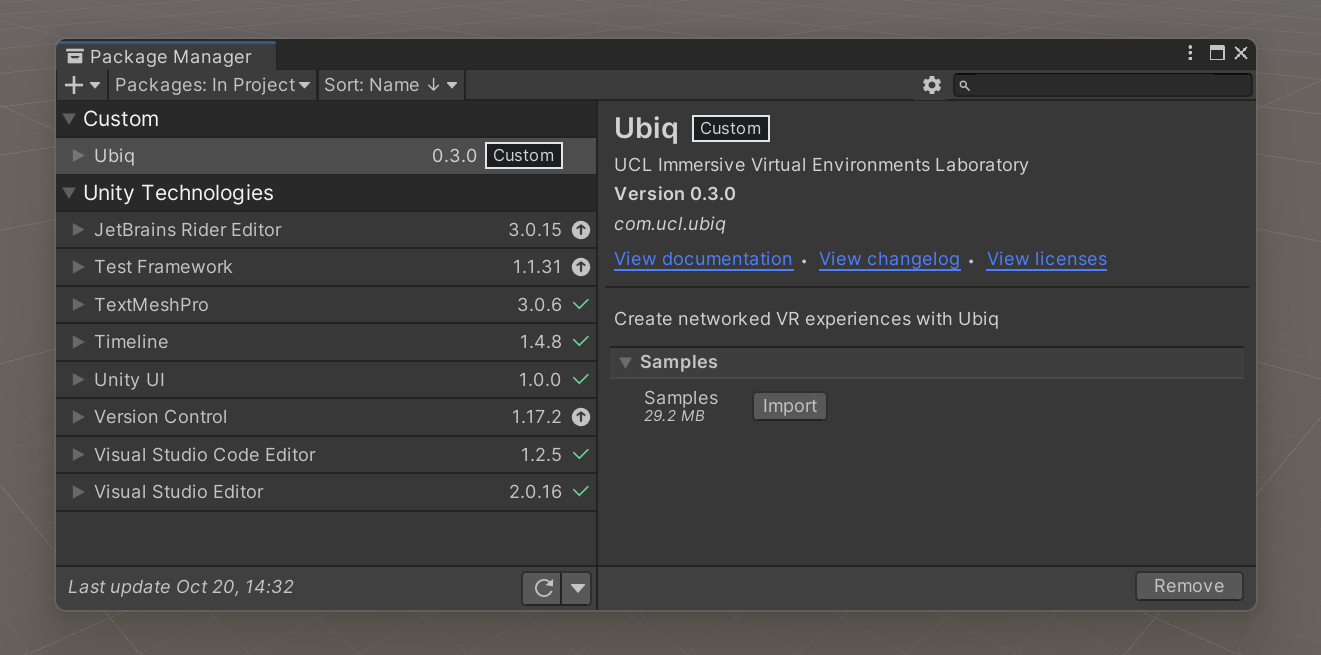 Package Manager
Packages: In Project
Sort: Name ↓
Custom
Ubiq 0.3.0 Custom
Unity Technologies
JetBrains Rider Editor 3.0.15
Test Framework 1.1.31
TextMeshPro 3.0.6
Timeline 1.4.8
Unity UI 1.0.0
Version Control 1.17.2
Visual Studio Code Editor 1.2.5
Visual Studio Editor 2.0.16
Last update Oct 20, 14:32
Ubiq Custom
UCL Immersive Virtual Environments Laboratory
Version 0.3.0
com.ucl.ubiq
View documentation • View changelog • View licenses
Create networked VR experiences with Ubiq
Samples
Samples
29.2 MB
Import
Remove